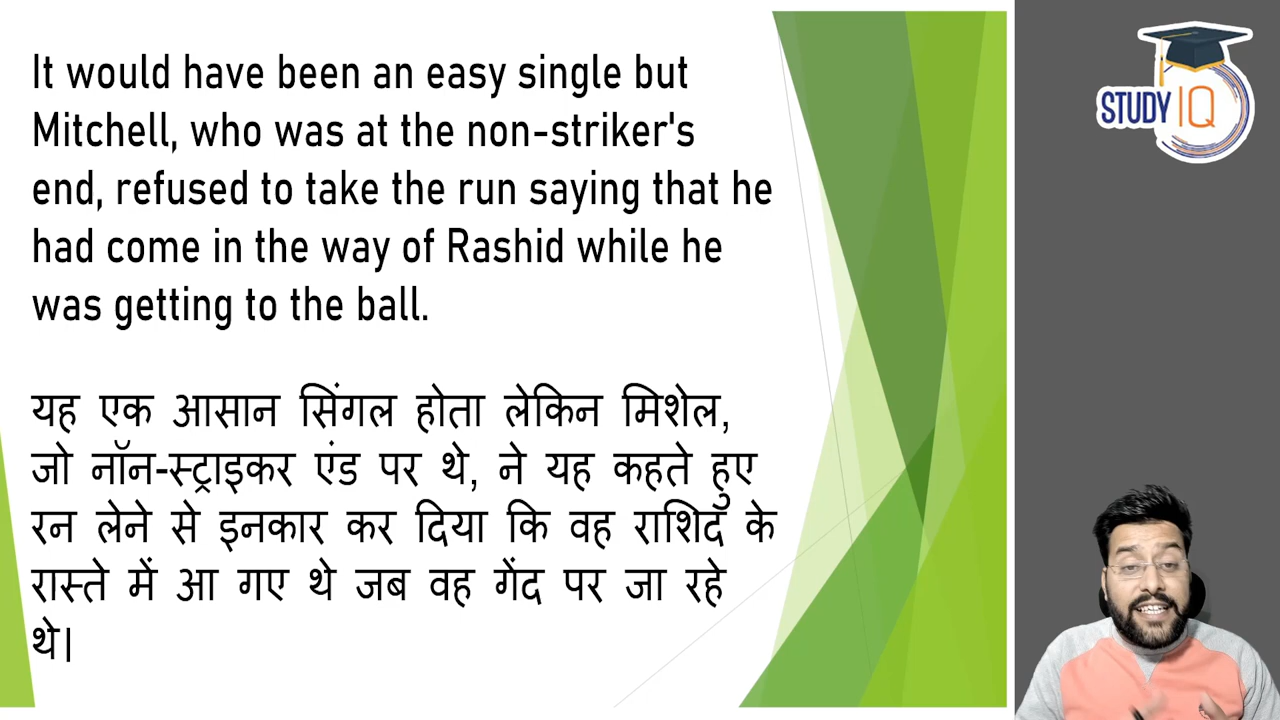 It would have been an easy single but
Mitchell, who was at the non-striker's
end, refused to take the run saying that he
had come in the way of Rashid while he
was getting to the ball.
यह एक आसान सिंगल होता लेकिन मिशेल,
जो नॉन-स्ट्राइकर एंड पर थे, ने यह कहते हुए
रन लेने से इनकार कर दिया कि वह राशिद के
रास्ते में आ गए थे जब वह गेंद पर जा रहे
थे।
STUDY IQ